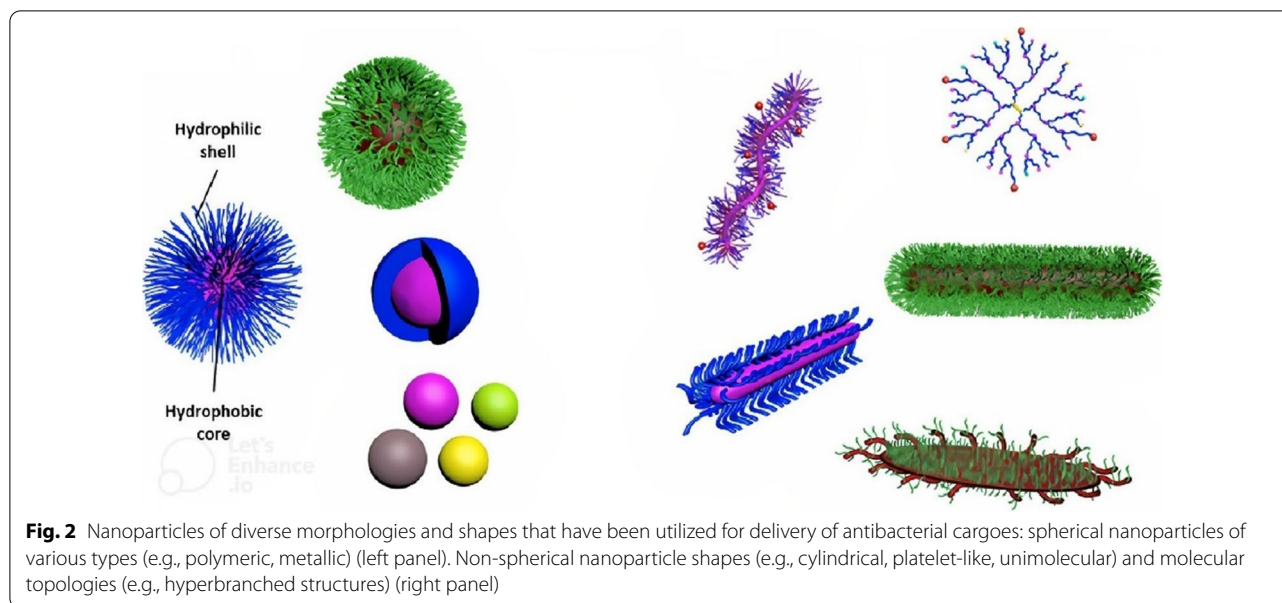 Hydrophilic
shell
Hydrophobic
core
Let's
Enhance
.io
Fig. 2 Nanoparticles of diverse morphologies and shapes that have been utilized for delivery of antibacterial cargoes: spherical nanoparticles of
various types (e.g., polymeric, metallic) (left panel). Non-spherical nanoparticle shapes (e.g., cylindrical, platelet-like, unimolecular) and molecular
topologies (e.g., hyperbranched structures) (right panel)